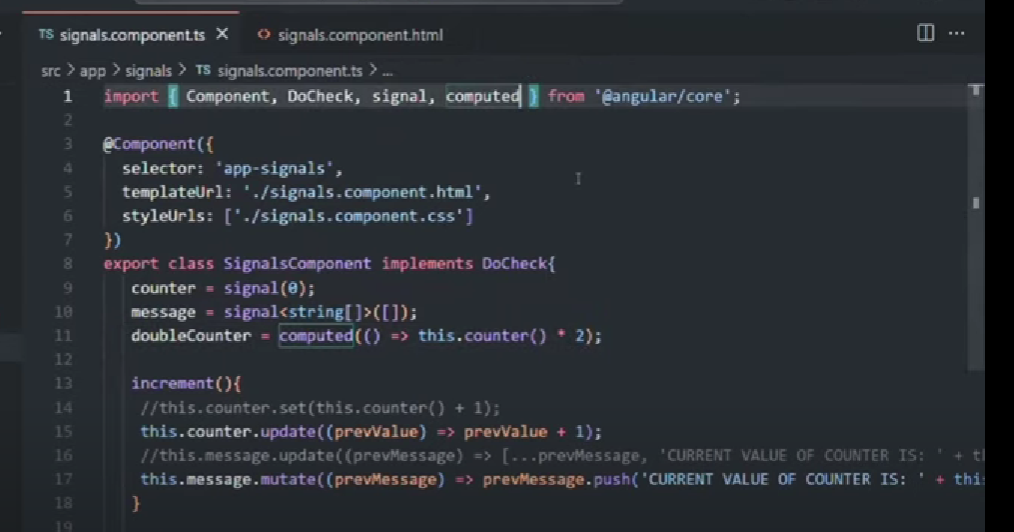 TS signals.component.ts × <> signals.component.html ...
src > app > signals > TS signals.component.ts > ...
1 import { Component, DoCheck, signal, computed } from '@angular/core';
2
3 @Component({
4 selector: 'app-signals',
5 templateUrl: './signals.component.html',
6 styleUrls: ['./signals.component.css']
7 })
8 export class SignalsComponent implements DoCheck{
9 counter = signal(0);
10 message = signal<string[]>([]);
11 doubleCounter = computed(() => this.counter() * 2);
12
13 increment(){
14 //this.counter.set(this.counter() + 1);
15 this.counter.update((prevValue) => prevValue + 1);
16 //this.message.update((prevMessage) => [...prevMessage, 'CURRENT VALUE OF COUNTER IS: ' + t
17 this.message.mutate((prevMessage) => prevMessage.push('CURRENT VALUE OF COUNTER IS: ' + thi
18 }
19